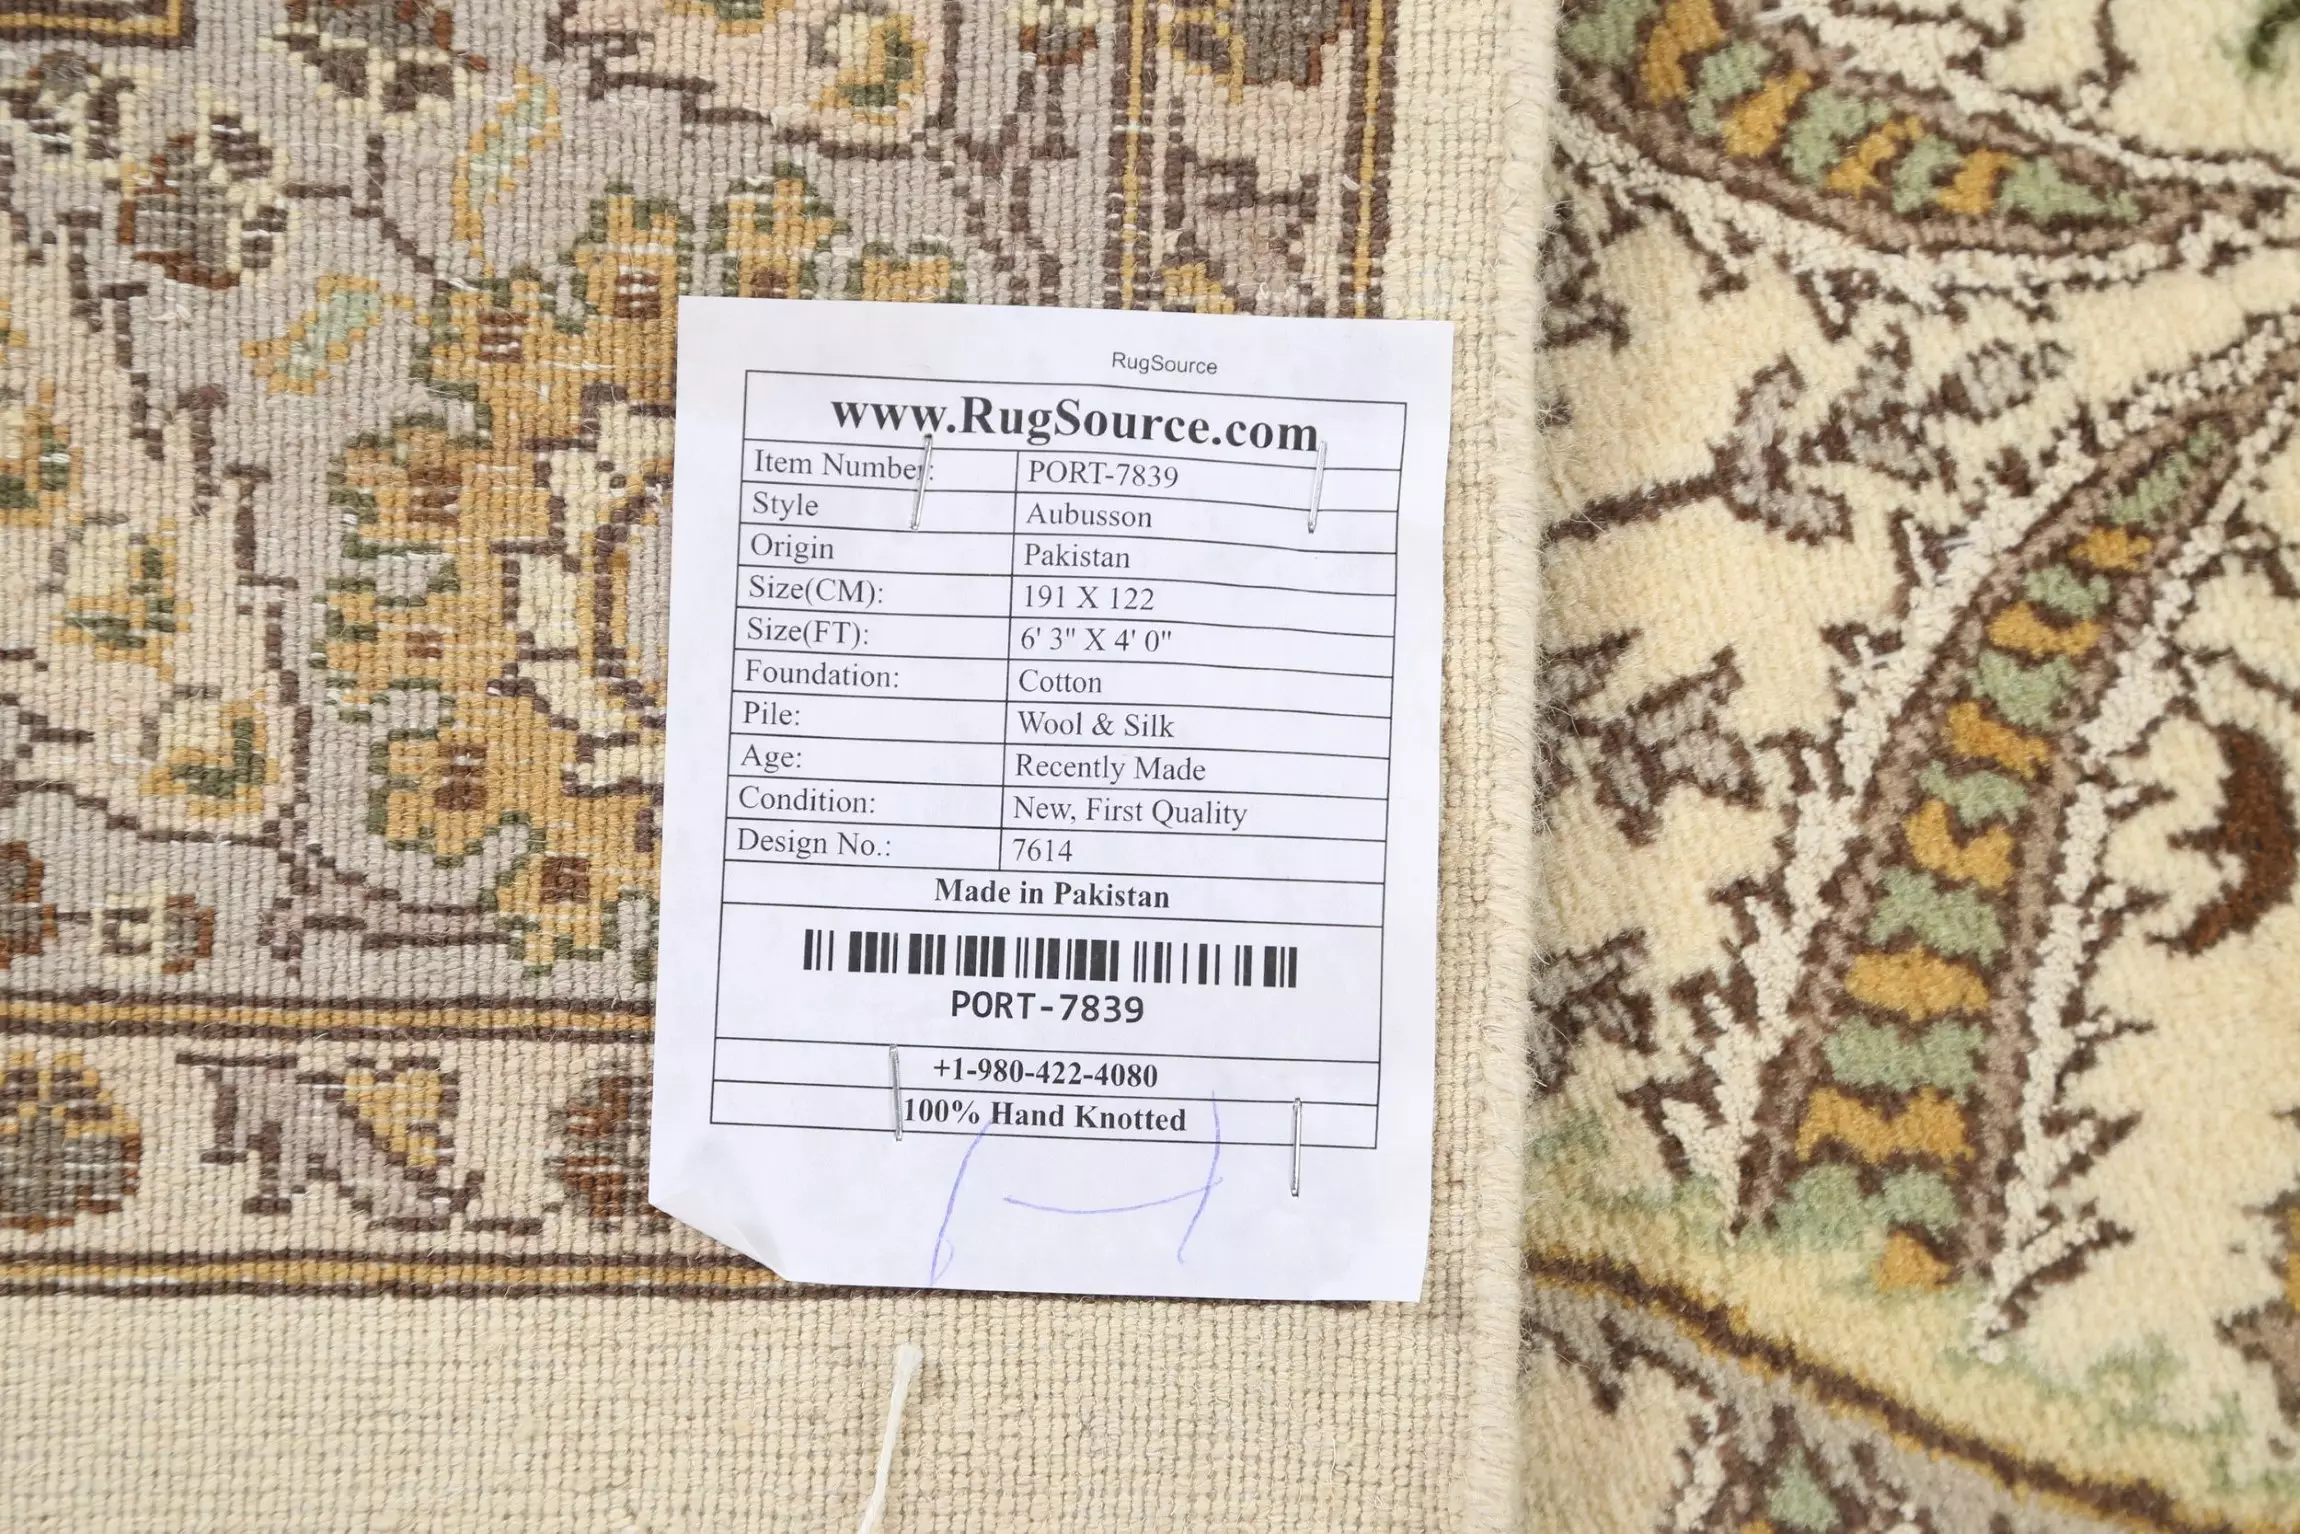 RugSource
www.RugSource.com
Item Number: PORT-7839
Style Aubusson
Origin Pakistan
Size(CM): 191 X 122
Size(FT): 6' 3" X 4' 0"
Foundation: Cotton
Pile: Wool & Silk
Age: Recently Made
Condition: New, First Quality
Design No.: 7614
Made in Pakistan
PORT-7839
+1-980-422-4080
100% Hand Knotted